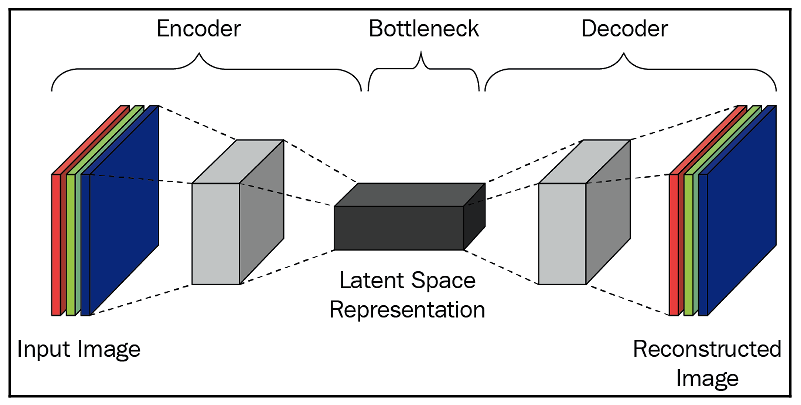 Encoder
Bottleneck
Decoder
Latent Space
Representation
Input Image
Reconstructed
Image